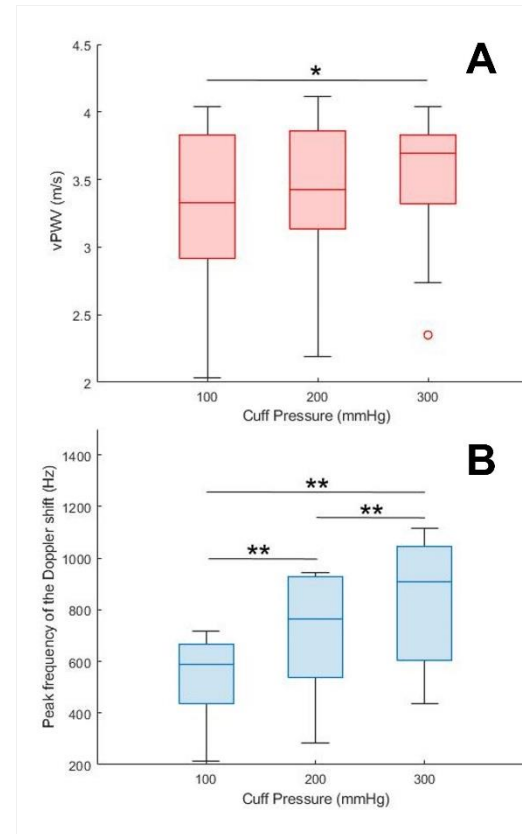 A
*
4.5
4
3.5
3
2.5
2
vPWV (m/s)
100 200 300
Cuff Pressure (mmHg)
B
**
**
**
1400
1200
1000
800
600
400
200
Peak frequency of the Doppler shift (Hz)
100 200 300
Cuff Pressure (mmHg)